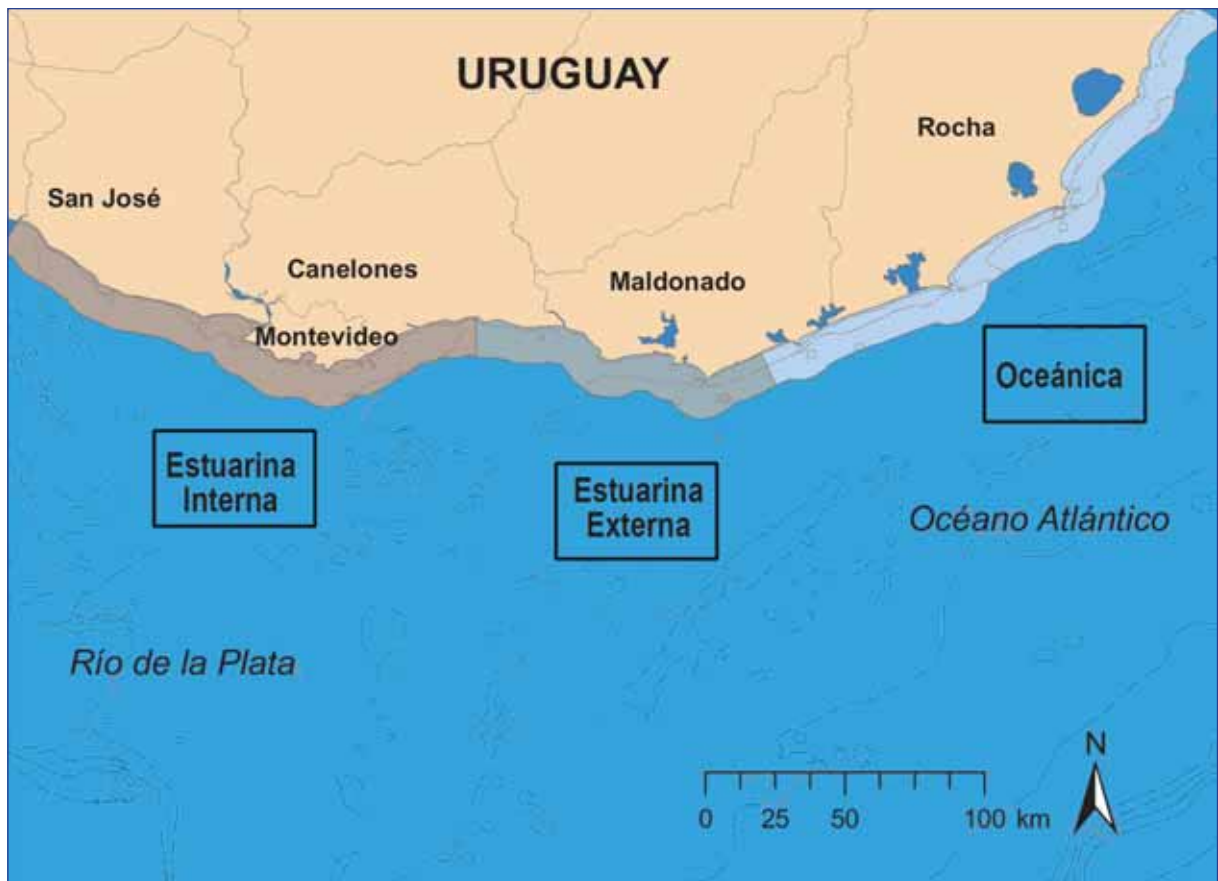 URUGUAY
Rocha
San José
Canelones
Maldonado
Montevideo
Oceánica
Estuarina
Interna
Estuarina
Externa
Océano Atlántico
Río de la Plata
N
0 25 50 100 km